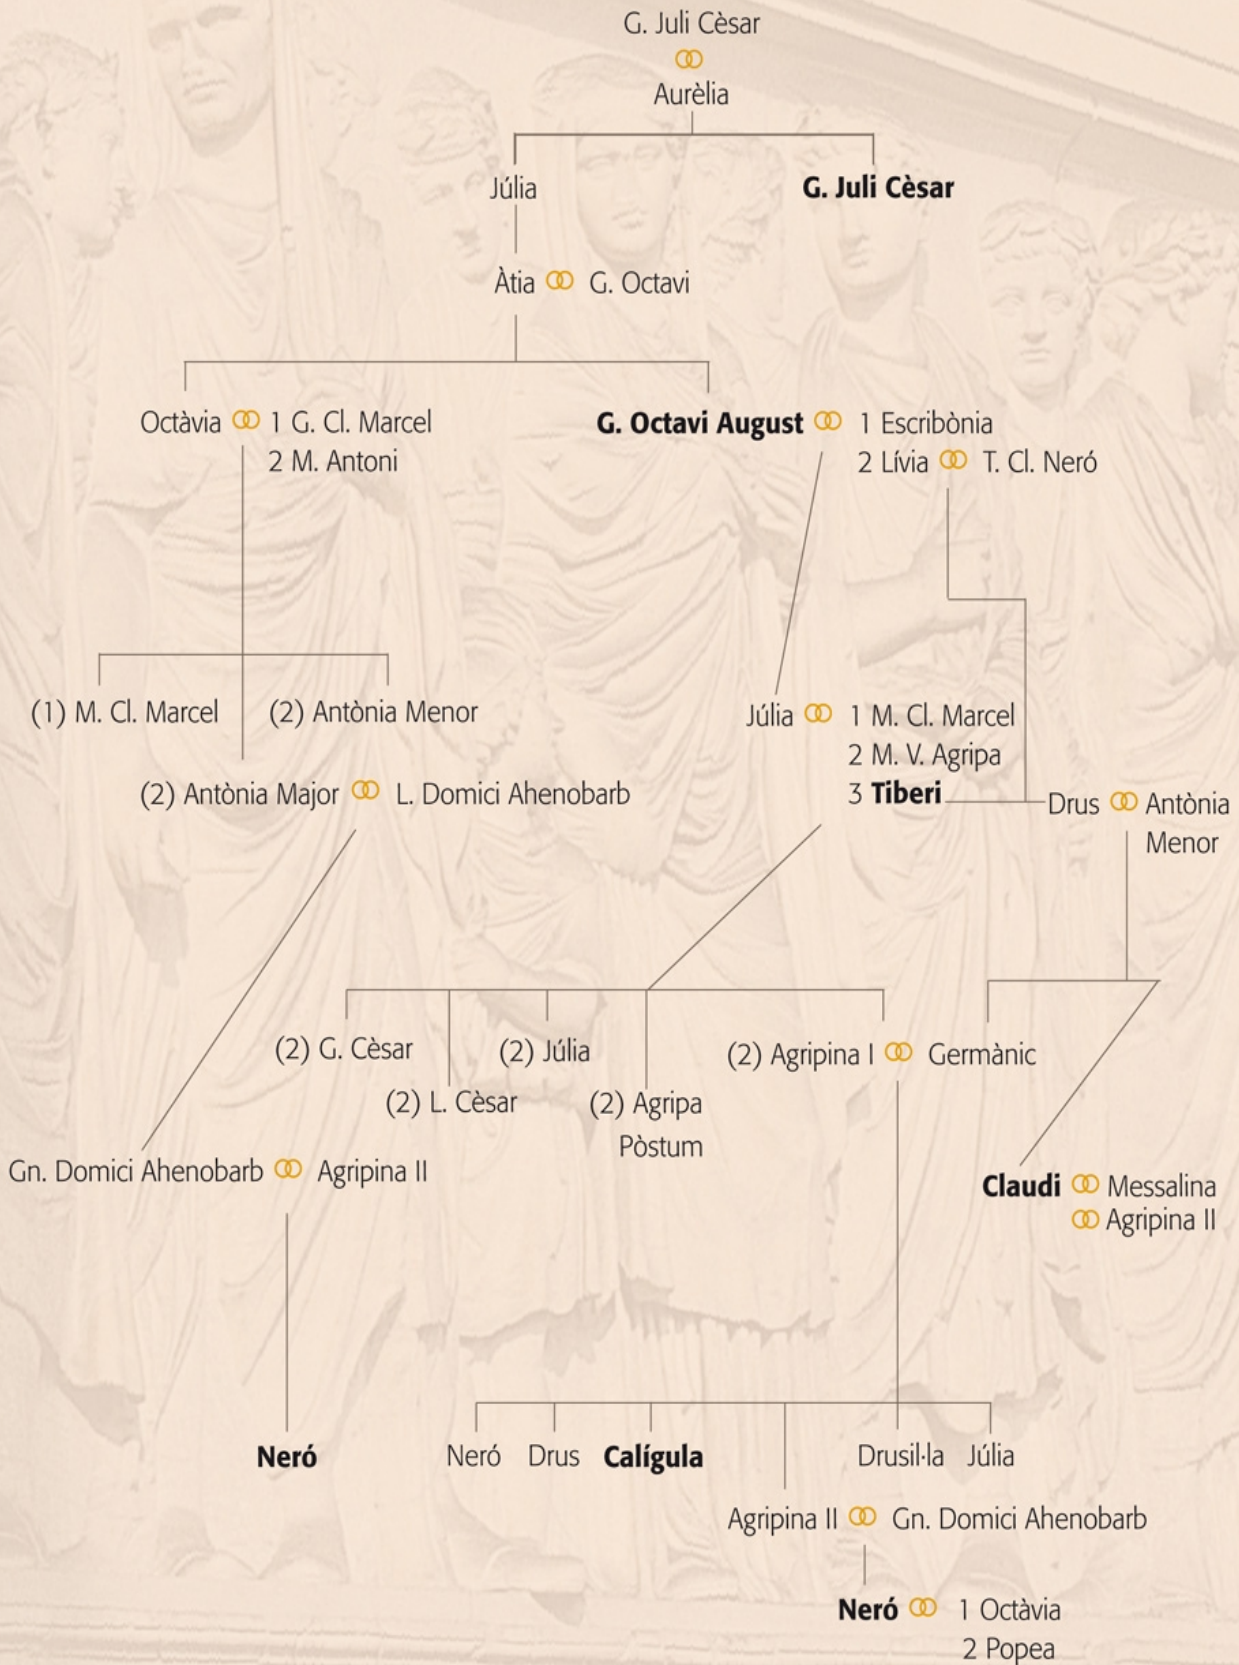 G. Juli Cèsar
Aurèlia
Júlia
G. Juli Cèsar
Àtia G. Octavi
Octàvia 1 G. Cl. Marcel
2 M. Antoni
G. Octavi August 1 Escribònia
2 Lívia T. Cl. Neró
(1) M. Cl. Marcel
(2) Antònia Menor
(2) Antònia Major L. Domici Ahenobarb
Júlia 1 M. Cl. Marcel
2 M. V. Agripa
3 Tiberi
Drus Antònia
Menor
(2) G. Cèsar
(2) Júlia
(2) Agripina I Germànic
(2) L. Cèsar
(2) Agripa
Pòstum
Gn. Domici Ahenobarb Agripina II
Claudi Messalina
Agripina II
Neró
Neró
Drus
Calígula
Drusil·la
Júlia
Agripina II Gn. Domici Ahenobarb
Neró 1 Octàvia
2 Popea